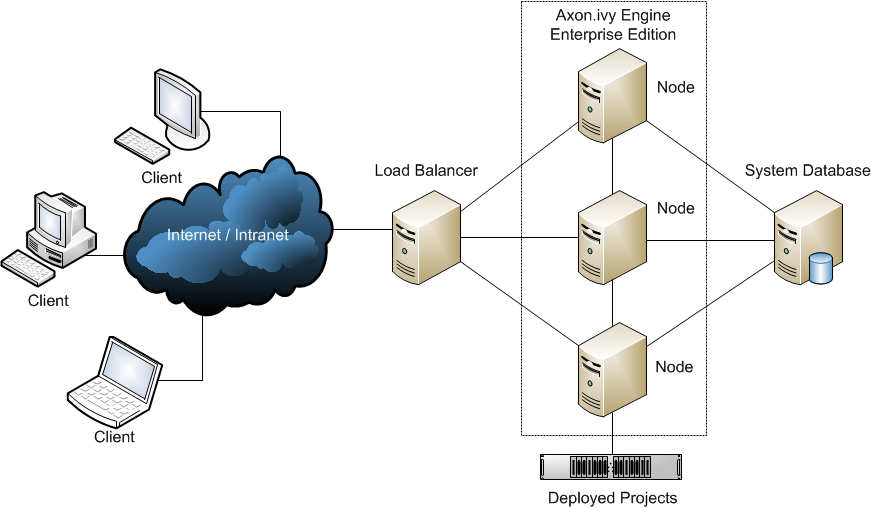 Axon.ivy Engine
Enterprise Edition
Node
Client
Load Balancer
System Database
Internet / Intranet
Node
Client
Node
Client
Deployed Projects